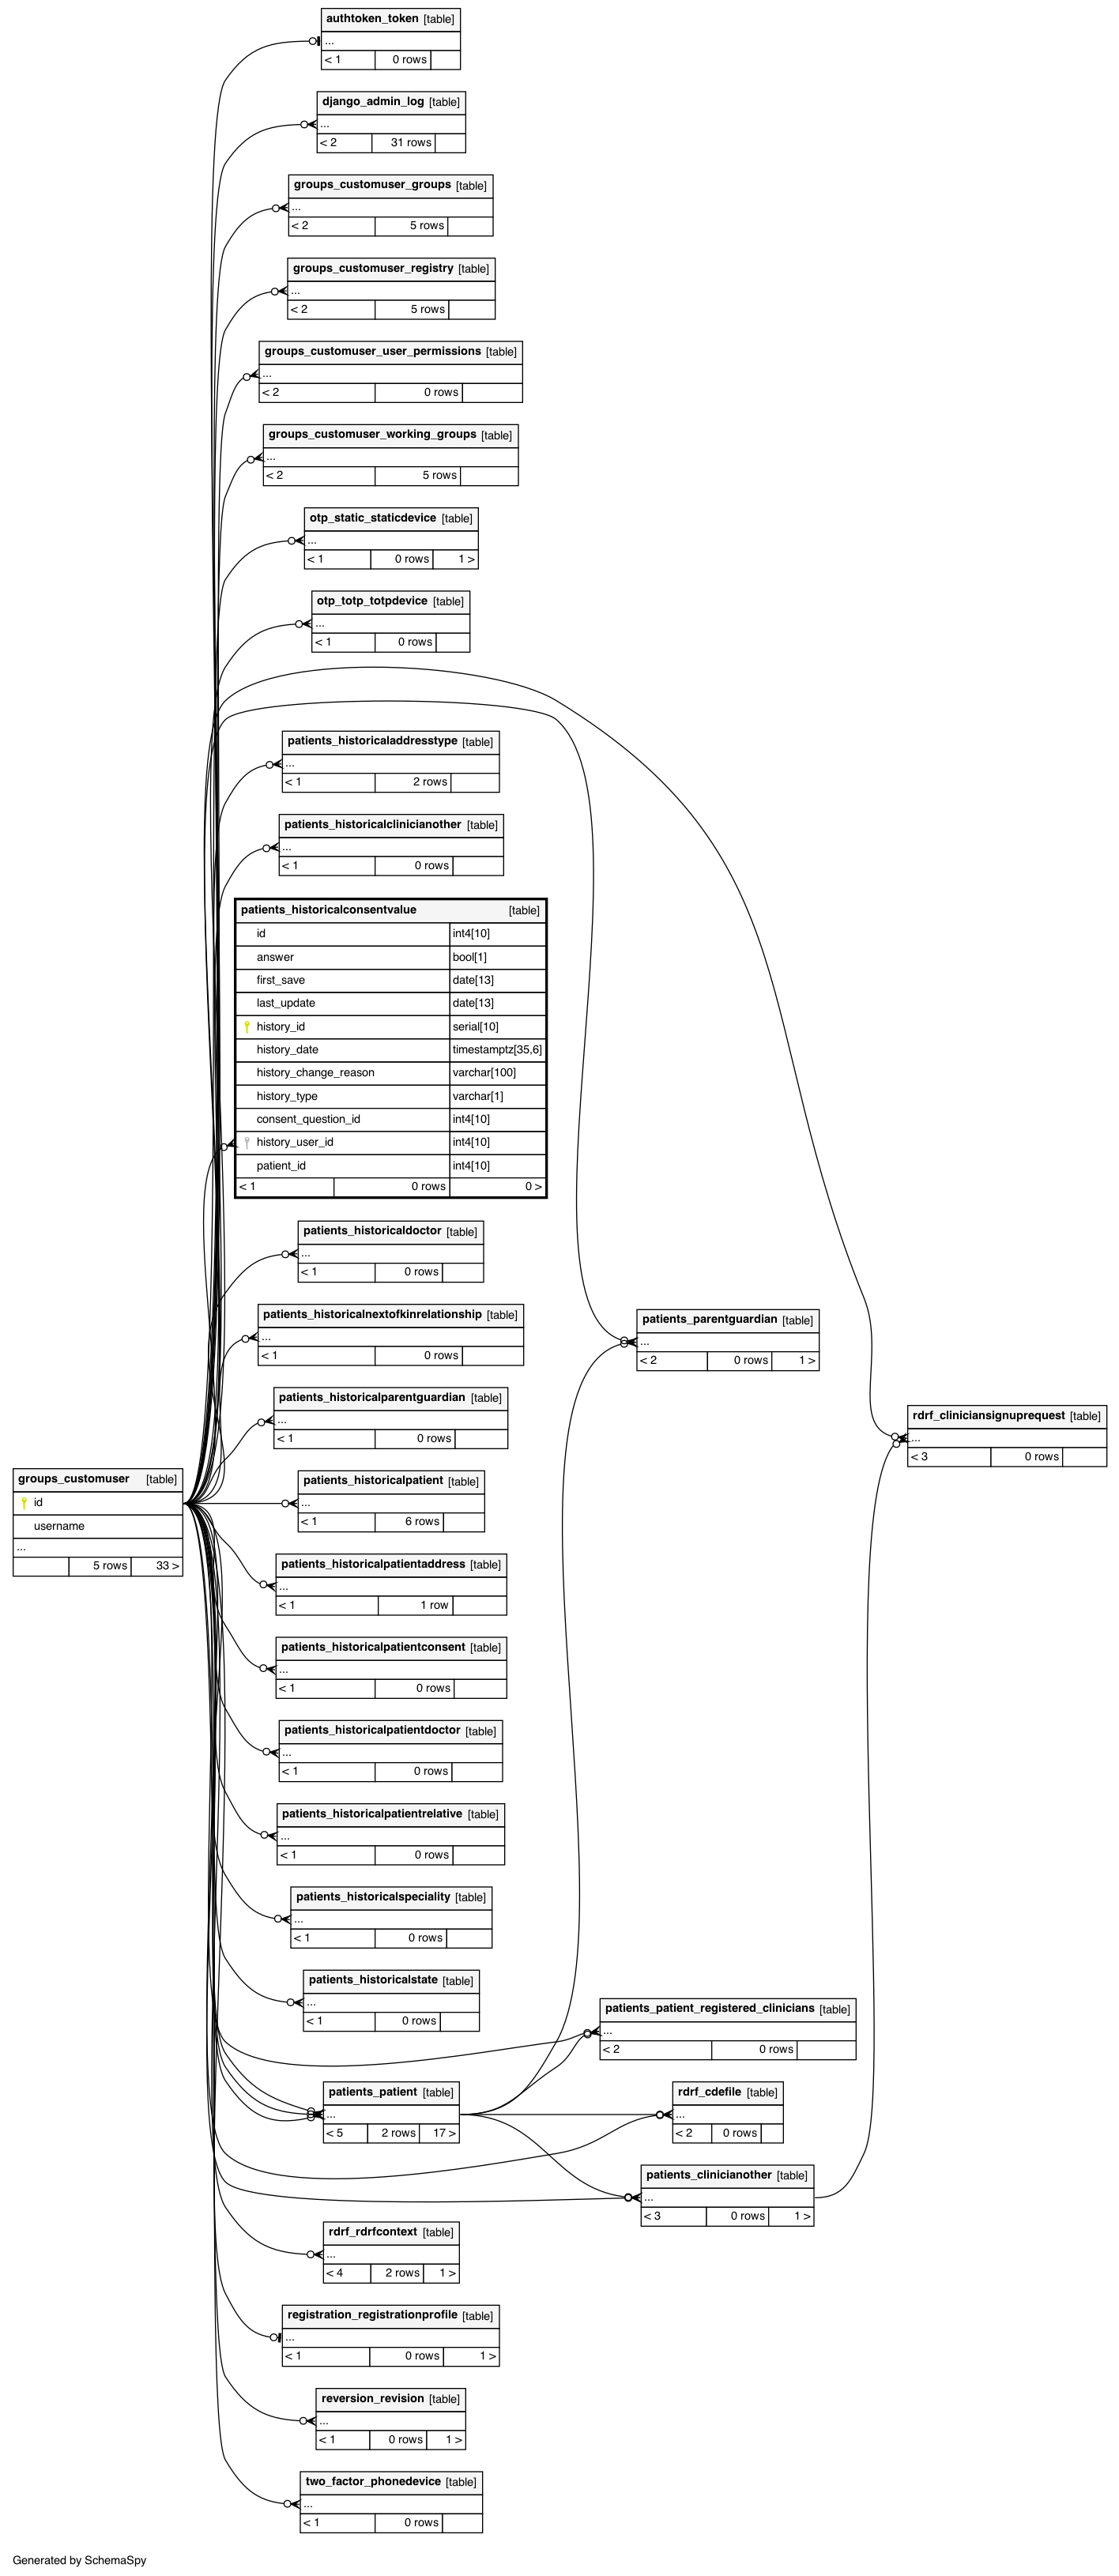 authtoken_token [table]
...
< 1 0 rows
django_admin_log [table]
...
< 2 31 rows
groups_customuser_groups [table]
...
< 2 5 rows
groups_customuser_registry [table]
...
< 2 5 rows
groups_customuser_user_permissions [table]
...
< 2 0 rows
groups_customuser_working_groups [table]
...
< 2 5 rows
otp_static_staticdevice [table]
...
< 1 0 rows 1 >
otp_totp_totpdevice [table]
...
< 1 0 rows
patients_historicaladdresstype [table]
...
< 1 2 rows
patients_historicalclinicianother [table]
...
< 1 0 rows
patients_historicalconsentvalue [table]
id int4[10]
answer bool[1]
first_save date[13]
last_update date[13]
history_id serial[10]
history_date timestamptz[35,6]
history_change_reason varchar[100]
history_type varchar[1]
consent_question_id int4[10]
history_user_id int4[10]
patient_id int4[10]
< 1 0 rows 0 >
patients_historicaldoctor [table]
...
< 1 0 rows
patients_historicalnextofkinrelationship [table]
...
< 1 0 rows
patients_parentguardian [table]
...
< 2 0 rows 1 >
patients_historicalparentguardian [table]
...
< 1 0 rows
rdrf_cliniciansignuprequest [table]
...
< 3 0 rows
groups_customuser [table]
id
username
...
5 rows 33 >
patients_historicalpatient [table]
...
< 1 6 rows
patients_historicalpatientaddress [table]
...
< 1 1 row
patients_historicalpatientconsent [table]
...
< 1 0 rows
patients_historicalpatientdoctor [table]
...
< 1 0 rows
patients_historicalpatientrelative [table]
...
< 1 0 rows
patients_historicalspeciality [table]
...
< 1 0 rows
patients_historicalstate [table]
...
< 1 0 rows
patients_patient_registered_clinicians [table]
...
< 2 0 rows
patients_patient [table]
...
< 5 2 rows 17 >
rdrf_cdefile [table]
...
< 2 0 rows
patients_clinicianother [table]
...
< 3 0 rows 1 >
rdrf_rdrfcontext [table]
...
< 4 2 rows 1 >
registration_registrationprofile [table]
...
< 1 0 rows 1 >
reversion_revision [table]
...
< 1 0 rows 1 >
two_factor_phonedevice [table]
...
< 1 0 rows
Generated by SchemaSpy